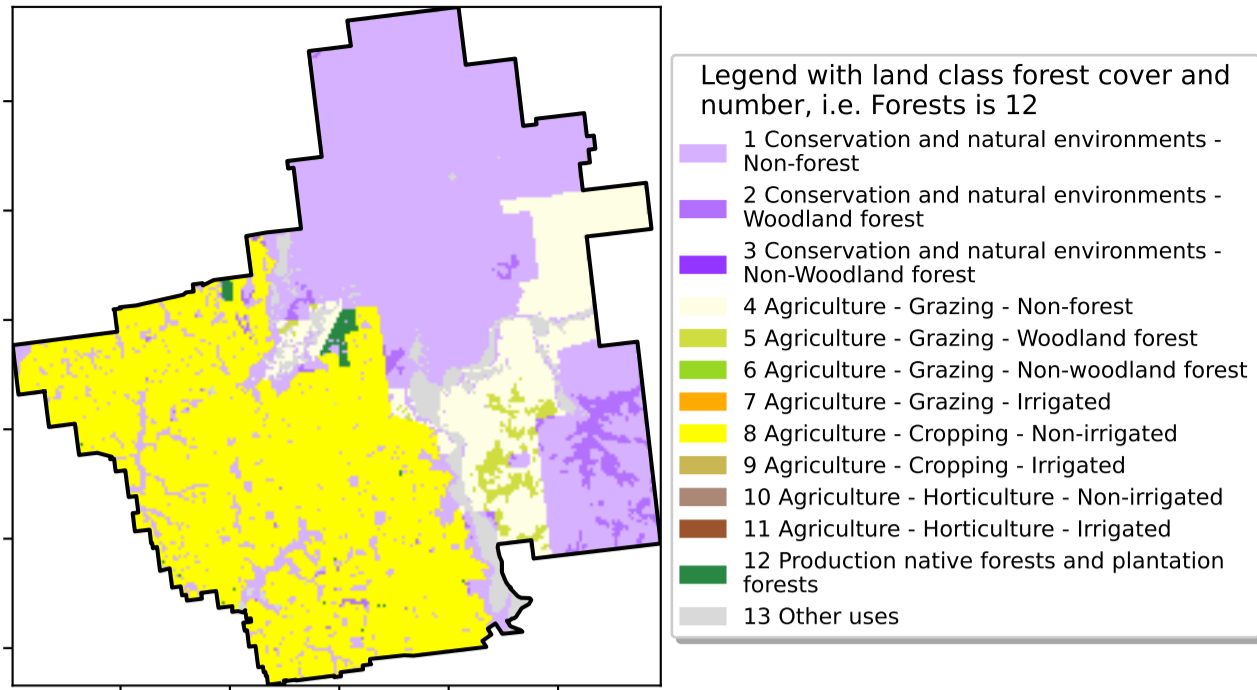 Legend with land class forest cover and
number, i.e. Forests is 12
1 Conservation and natural environments -
Non-forest
2 Conservation and natural environments -
Woodland forest
3 Conservation and natural environments -
Non-Woodland forest
4 Agriculture - Grazing - Non-forest
5 Agriculture - Grazing - Woodland forest
6 Agriculture - Grazing - Non-woodland forest
7 Agriculture - Grazing - Irrigated
8 Agriculture - Cropping - Non-irrigated
9 Agriculture - Cropping - Irrigated
10 Agriculture - Horticulture - Non-irrigated
11 Agriculture - Horticulture - Irrigated
12 Production native forests and plantation
forests
13 Other uses